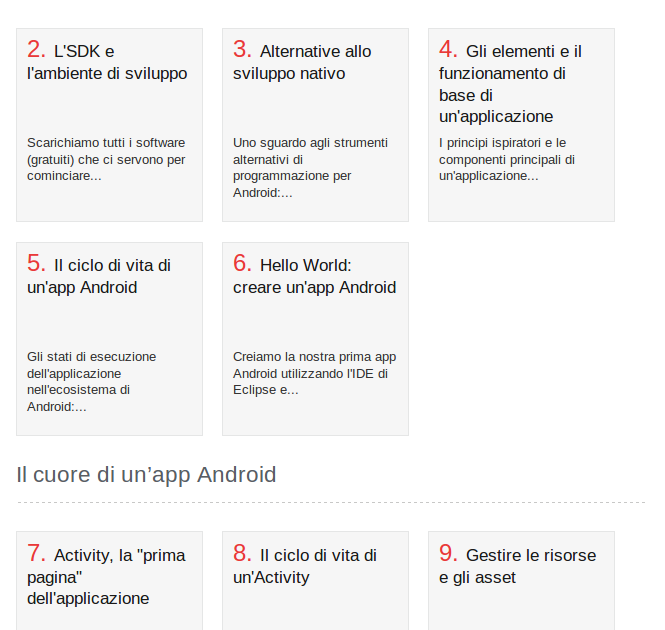 2. L'SDK e
l'ambiente di sviluppo
Scarichiamo tutti i software
(gratuiti) che ci servono per
cominciare...
3. Alternative allo
sviluppo nativo
Uno sguardo agli strumenti
alternativi di
programmazione per
Android:...
4. Gli elementi e il
funzionamento di
base di
un'applicazione
I principi ispiratori e le
componenti principali di
un'applicazione...
5. Il ciclo di vita di
un'app Android
Gli stati di esecuzione
dell'applicazione
nell'ecosistema di
Android:...
6. Hello World:
creare un'app Android
Creiamo la nostra prima app
Android utilizzando l'IDE di
Eclipse e...
Il cuore di un’app Android
7. Activity, la "prima
pagina"
dell'applicazione
8. Il ciclo di vita di
un'Activity
9. Gestire le risorse
e gli asset